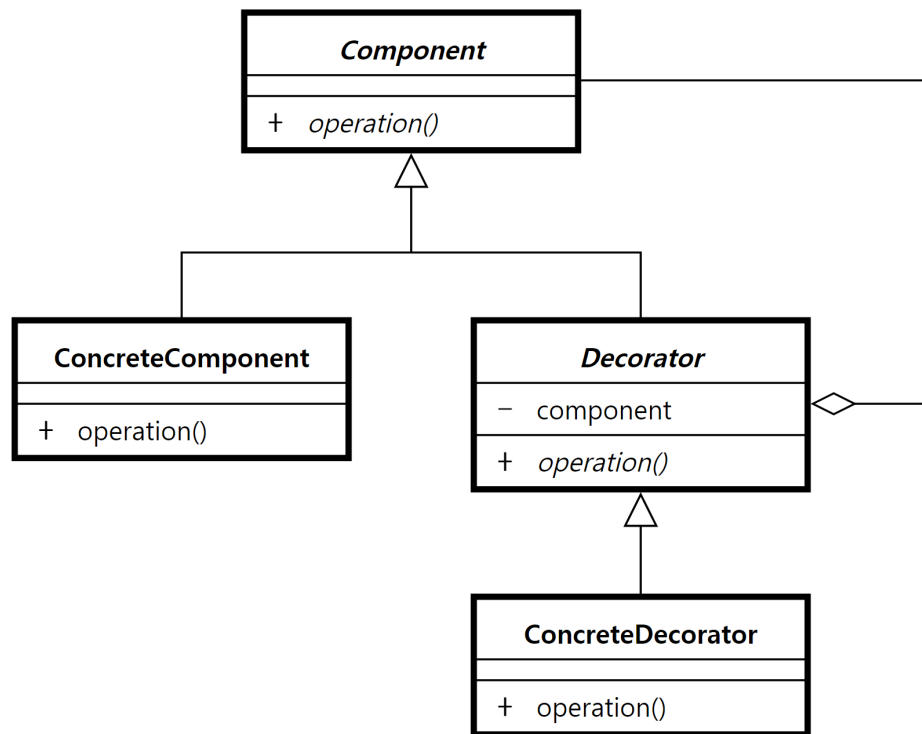 Component
+ operation()
ConcreteComponent
+ operation()
Decorator
− component
+ operation()
ConcreteDecorator
+ operation()